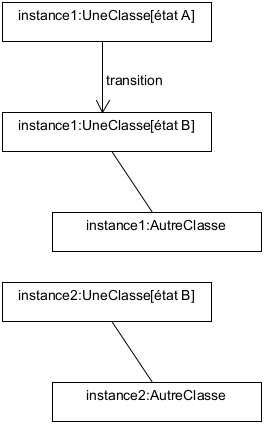 instance1:UneClasse[état A]
transition
instance1:UneClasse[état B]
instance1:AutreClasse
instance2:UneClasse[état B]
instance2:AutreClasse